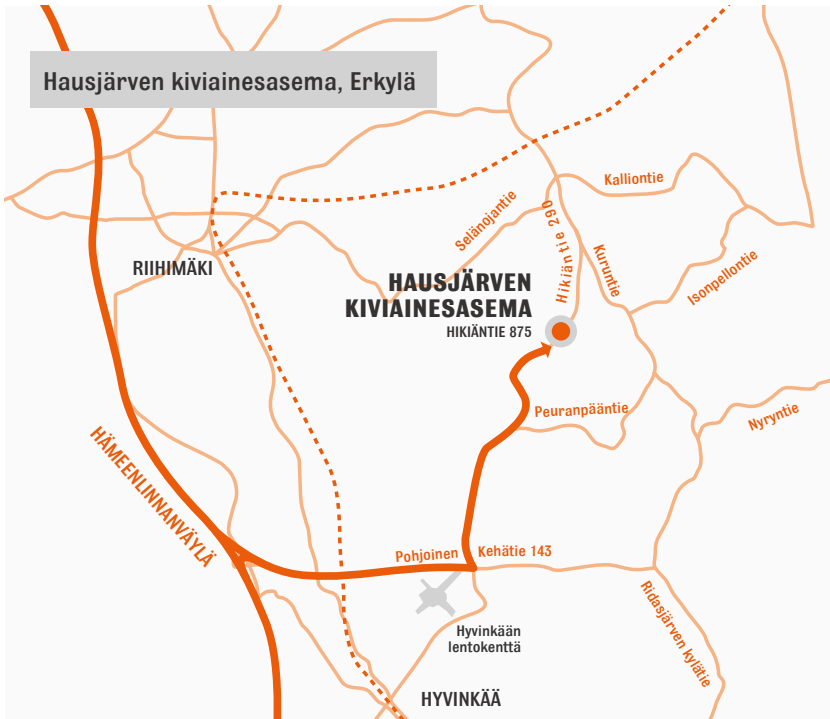 Hausjärven kiviainesasema, Erkylä
Kalliontie
Selänojantie
Hikiäntie 290
Kuruntie
Isonpellontie
RIIHIMÄKI
HAUSJÄRVEN
KIVIAINESASEMA
HIKIÄNTIE 875
Peuranpääntie
Nyryntie
HÄMEENLINNANVÄYLÄ
Pohjoinen Kehätie 143
Ridasjärven kylätie
Hyvinkään
lentokenttä
HYVINKÄÄ